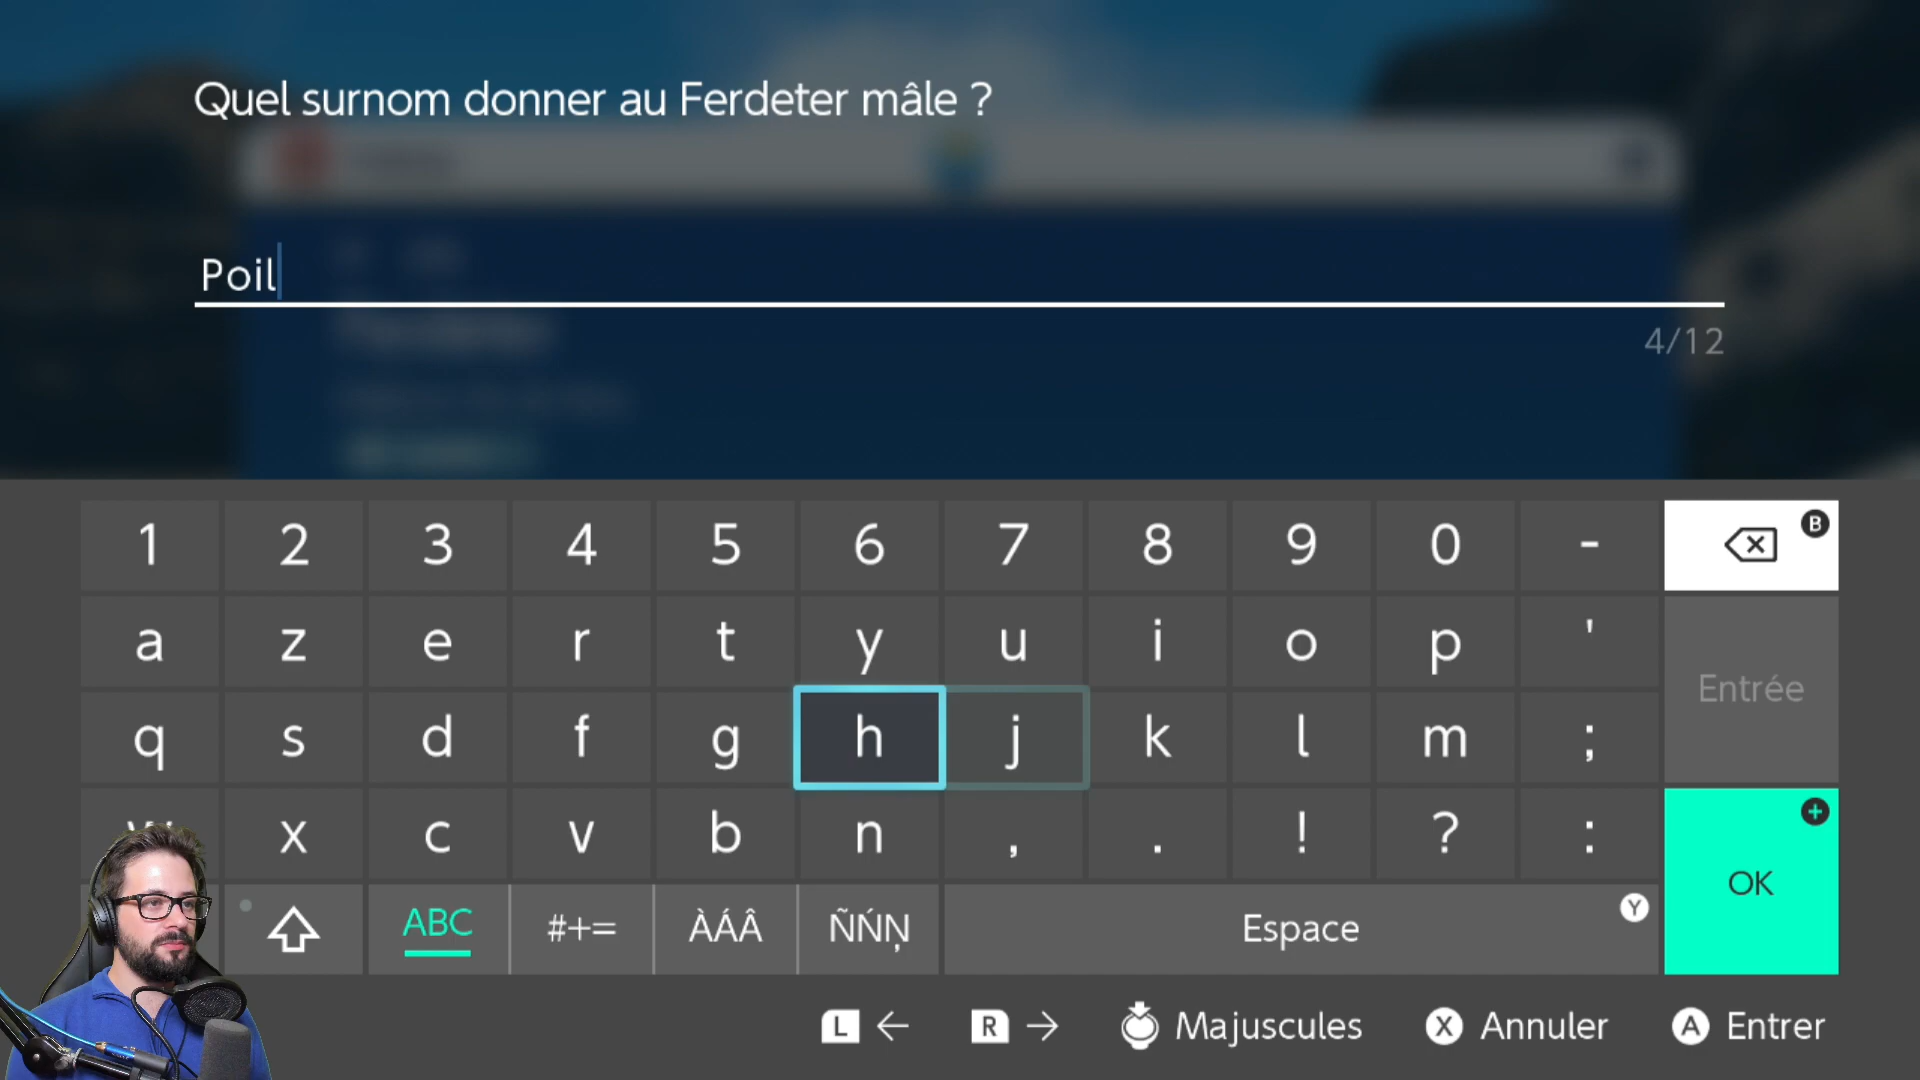 Quel surnom donner au Ferdeter mâle ?
Poil
4/12
1 2 3 4 5 6 7 8 9 0 - B
a z e r t y u i o p '
Entrée
q s d f g h j k l m ;
x c v b n , . ! ? : +
OK
ABC #+= ÀÁÂ ÑŃŅ Espace Y
L ← R → Majuscules X Annuler A Entrer